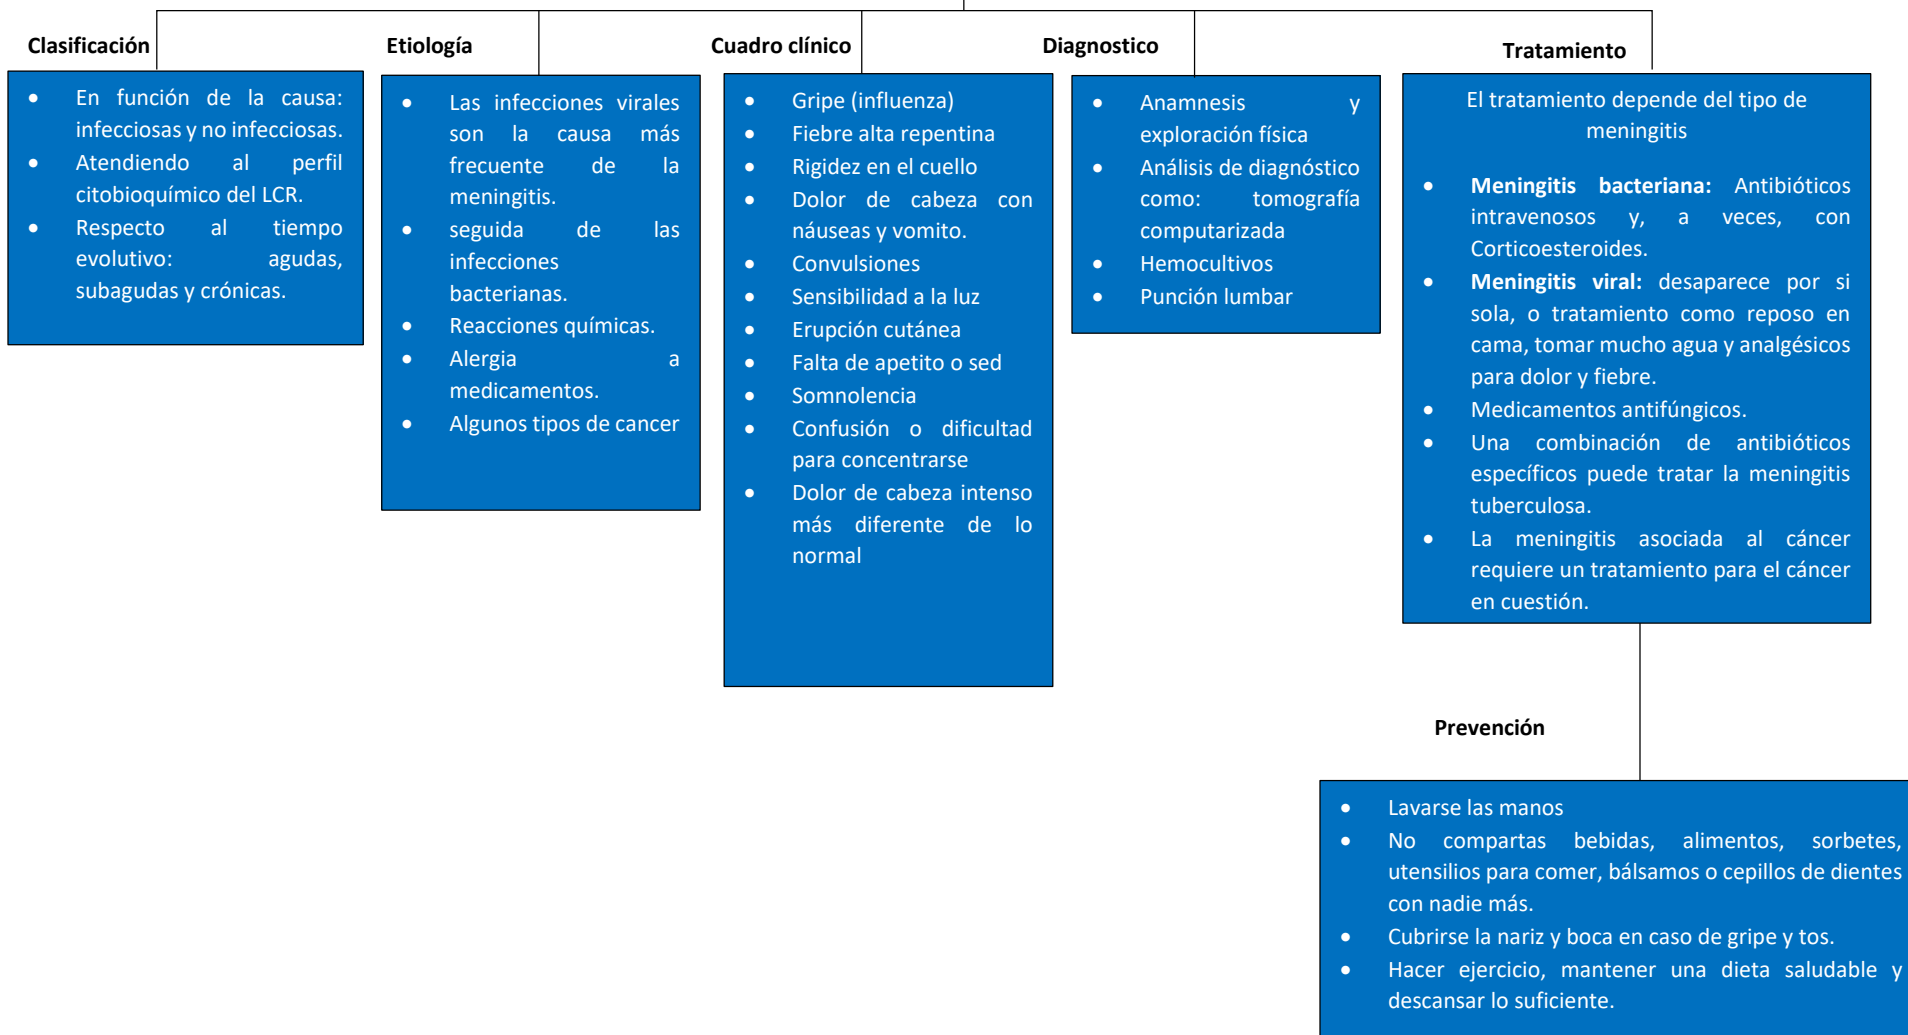 Clasificación
• En función de la causa:
infecciosas y no infecciosas.
• Atendiendo al perfil
citobioquímico del LCR.
• Respecto al tiempo
evolutivo: agudas,
subagudas y crónicas.
Etiología
• Las infecciones virales
son la causa más
frecuente de la
meningitis.
• seguida de las
infecciones
bacterianas.
• Reacciones químicas.
• Alergia a
medicamentos.
• Algunos tipos de cancer
Cuadro clínico
• Gripe (influenza)
• Fiebre alta repentina
• Rigidez en el cuello
• Dolor de cabeza con
náuseas y vomito.
• Convulsiones
• Sensibilidad a la luz
• Erupción cutánea
• Falta de apetito o sed
• Somnolencia
• Confusión o dificultad
para concentrarse
• Dolor de cabeza intenso
más diferente de lo
normal
Diagnostico
• Anamnesis y
exploración física
• Análisis de diagnóstico
como: tomografía
computarizada
• Hemocultivos
• Punción lumbar
Tratamiento
El tratamiento depende del tipo de
meningitis
• Meningitis bacteriana: Antibióticos
intravenosos y, a veces, con
Corticoesteroides.
• Meningitis viral: desaparece por si
sola, o tratamiento como reposo en
cama, tomar mucho agua y analgésicos
para dolor y fiebre.
• Medicamentos antifúngicos.
• Una combinación de antibióticos
específicos puede tratar la meningitis
tuberculosa.
• La meningitis asociada al cáncer
requiere un tratamiento para el cáncer
en cuestión.
Prevención
• Lavarse las manos
• No compartas bebidas, alimentos, sorbetes,
utensilios para comer, bálsamos o cepillos de dientes
con nadie más.
• Cubrirse la nariz y boca en caso de gripe y tos.
• Hacer ejercicio, mantener una dieta saludable y
descansar lo suficiente.